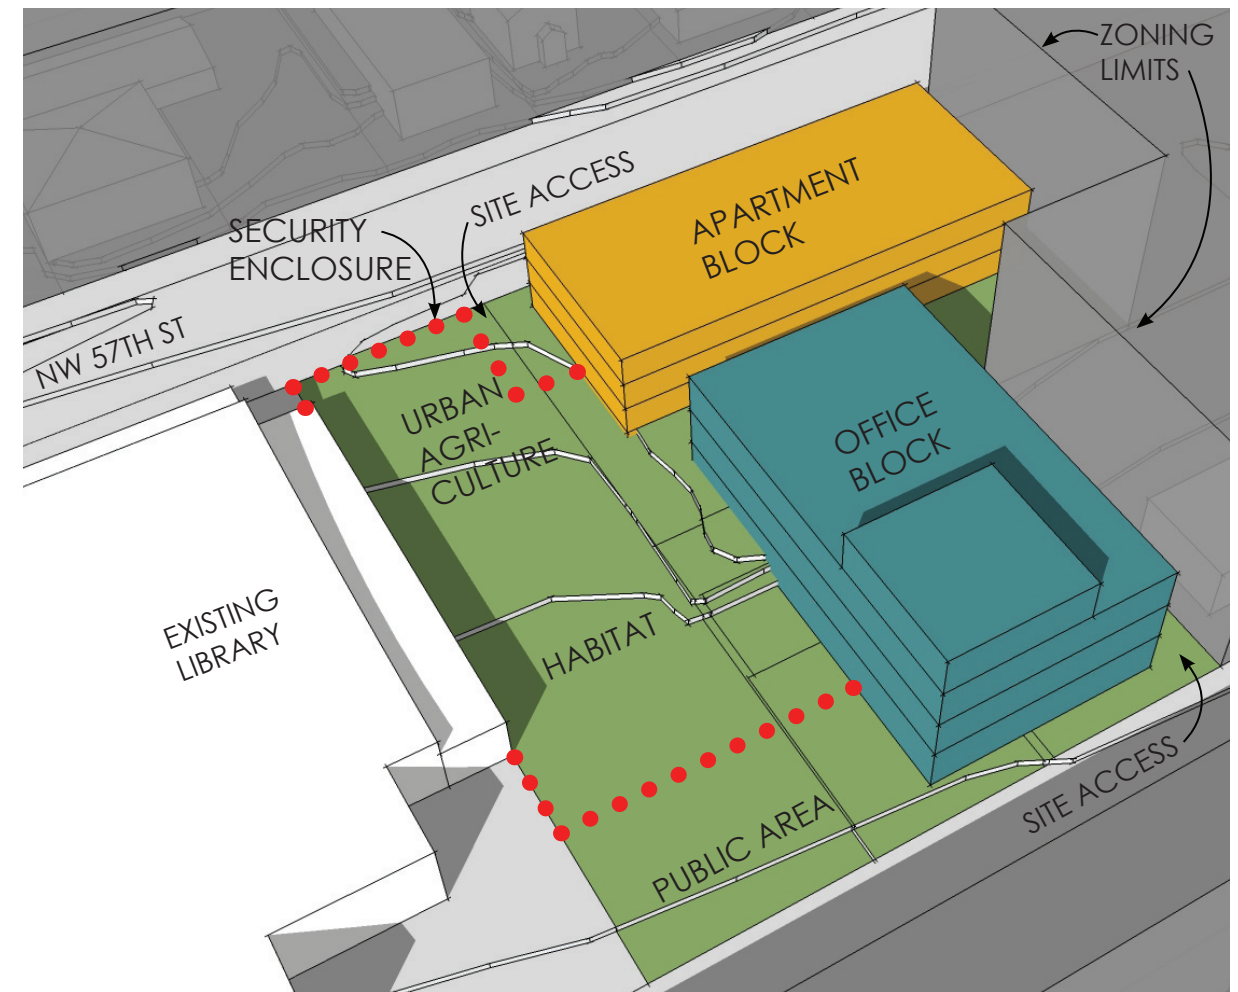 ZONING
LIMITS
SITE ACCESS
APARTMENT
BLOCK
SECURITY
ENCLOSURE
NW 57TH ST
URBAN
AGRI-
CULTURE
OFFICE
BLOCK
EXISTING
LIBRARY
HABITAT
PUBLIC AREA
SITE ACCESS